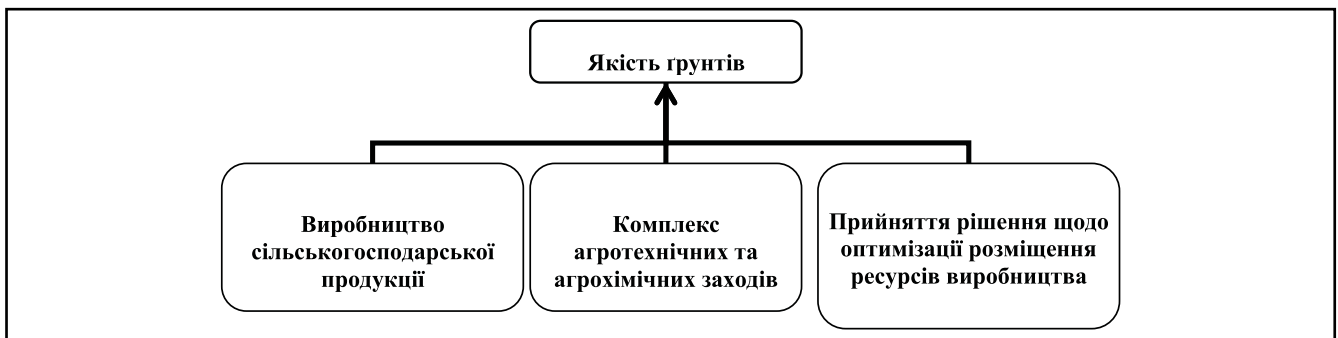 Якість ґрунтів
Виробництво
сільськогосподарської
продукції
Комплекс
агротехнічних та
агрохімічних заходів
Прийняття рішення щодо
оптимізації розміщення
ресурсів виробництва